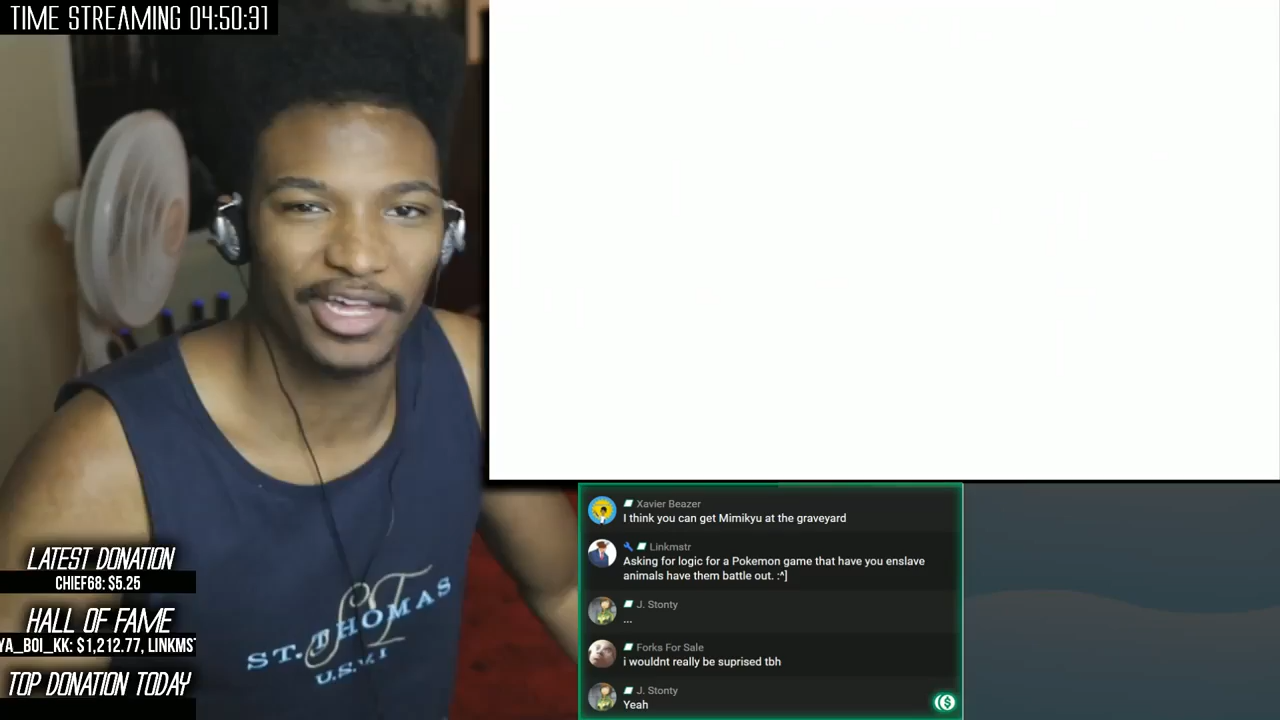 TIME STREAMING 04:50:31
Xavier Beazer
I think you can get Mimikyu at the graveyard
Linkmstr
Asking for logic for a Pokemon game that have you enslave
animals have them battle out. :^]
J. Stonty
...
Forks For Sale
i wouldnt really be suprised tbh
J. Stonty
Yeah
ST. THOMAS
ST
U.S.V.I
LATEST DONATION
CHIEF68: $5.25
HALL OF FAME
YA_BOI_KK: $1,212.77, LINKMST
TOP DONATION TODAY